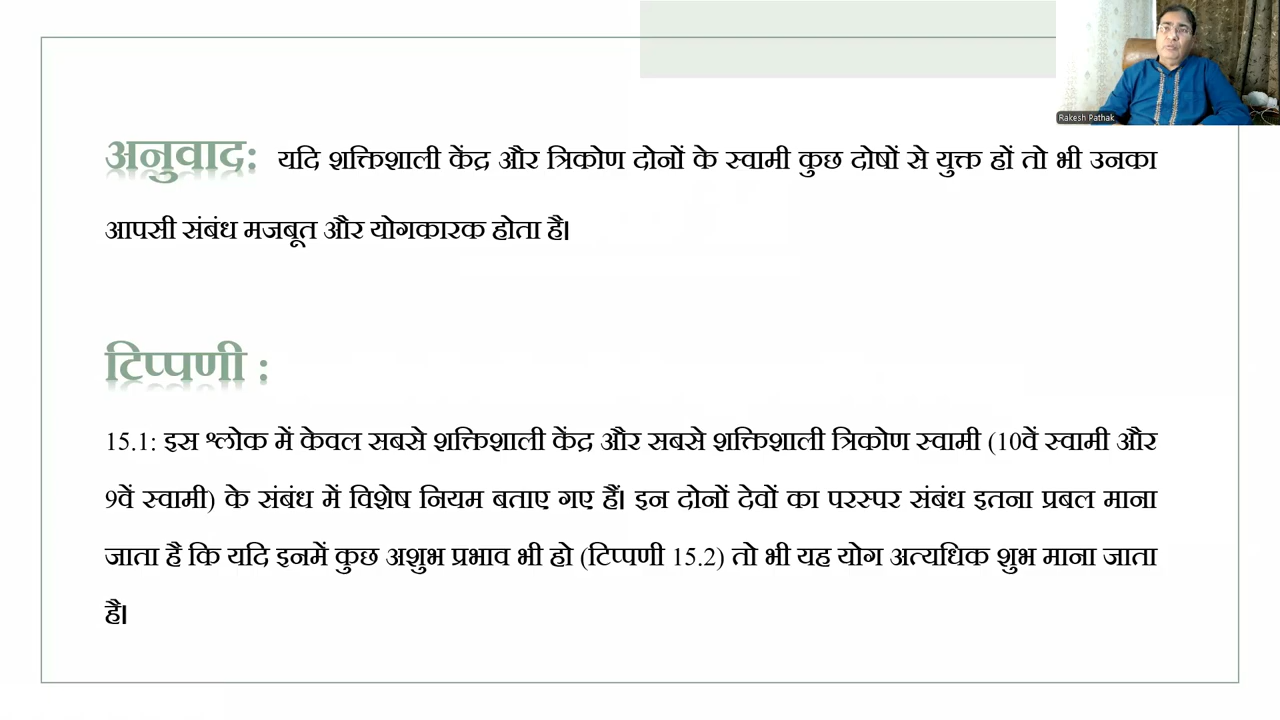 Rakesh Pathak
अनुवाद: यदि शक्तिशाली केंद्र और त्रिकोण दोनों के स्वामी कुछ दोषों से युक्त हों तो भी उनका
आपसी संबंध मजबूत और योगकारक होता है।
टिप्पणी :
15.1: इस श्लोक में केवल सबसे शक्तिशाली केंद्र और सबसे शक्तिशाली त्रिकोण स्वामी (10वें स्वामी और
9वें स्वामी) के संबंध में विशेष नियम बताए गए हैं। इन दोनों देवों का परस्पर संबंध इतना प्रबल माना
जाता है कि यदि इनमें कुछ अशुभ प्रभाव भी हो (टिप्पणी 15.2) तो भी यह योग अत्यधिक शुभ माना जाता
है।